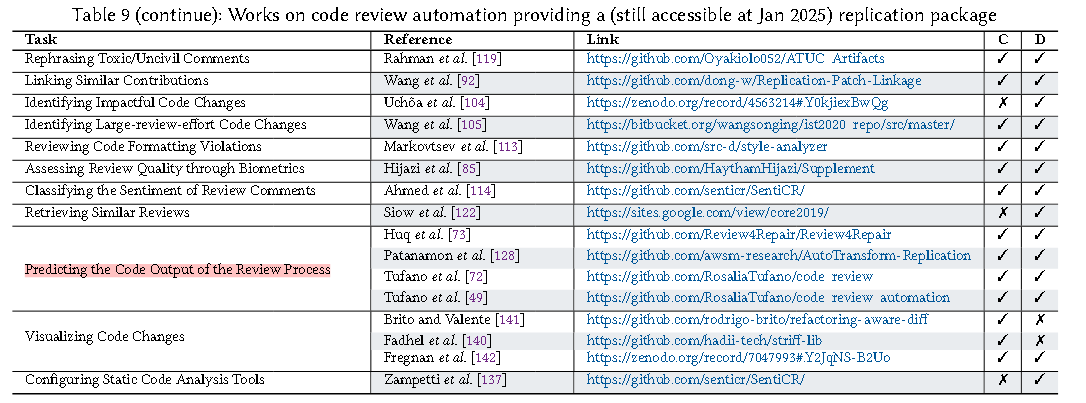 Table 9 (continue): Works on code review automation providing a (still accessible at Jan 2025) replication package
Task Reference Link C D
Rephrasing Toxic/Uncivil Comments Rahman et al. [119] https://github.com/Oyakiolo052/ATUC Artifacts ✓ ✓
Linking Similar Contributions Wang et al. [92] https://github.com/dong-w/Replication-Patch-Linkage ✓ ✓
Identifying Impactful Code Changes Uchôa et al. [104] https://zenodo.org/record/4563214#.Y0kjiexBwQg ✗ ✓
Identifying Large-review-effort Code Changes Wang et al. [105] https://bitbucket.org/wangsonging/ist2020 repo/src/master/ ✓ ✓
Reviewing Code Formatting Violations Markovtsev et al. [113] https://github.com/src-d/style-analyzer ✓ ✓
Assessing Review Quality through Biometrics Hijazi et al. [85] https://github.com/HaythamHijazi/Supplement ✓ ✓
Classifying the Sentiment of Review Comments Ahmed et al. [114] https://github.com/senticr/SentiCR/ ✓ ✓
Retrieving Similar Reviews Siow et al. [122] https://sites.google.com/view/core2019/ ✗ ✓
Huq et al. [73] https://github.com/Review4Repair/Review4Repair ✓ ✓
Patanamon et al. [128] https://github.com/awsm-research/AutoTransform-Replication ✓ ✓
Predicting the Code Output of the Review Process
Tufano et al. [72] https://github.com/RosaliaTufano/code review ✓ ✓
Tufano et al. [49] https://github.com/RosaliaTufano/code review automation ✓ ✓
Brito and Valente [141] https://github.com/rodrigo-brito/refactoring-aware-diff ✓ ✗
Visualizing Code Changes Fadhel et al. [140] https://github.com/hadii-tech/striff-lib ✓ ✗
Fregnan et al. [142] https://zenodo.org/record/7047993#.Y2JqNS-B2Uo ✓ ✓
Configuring Static Code Analysis Tools Zampetti et al. [137] https://github.com/senticr/SentiCR/ ✗ ✓